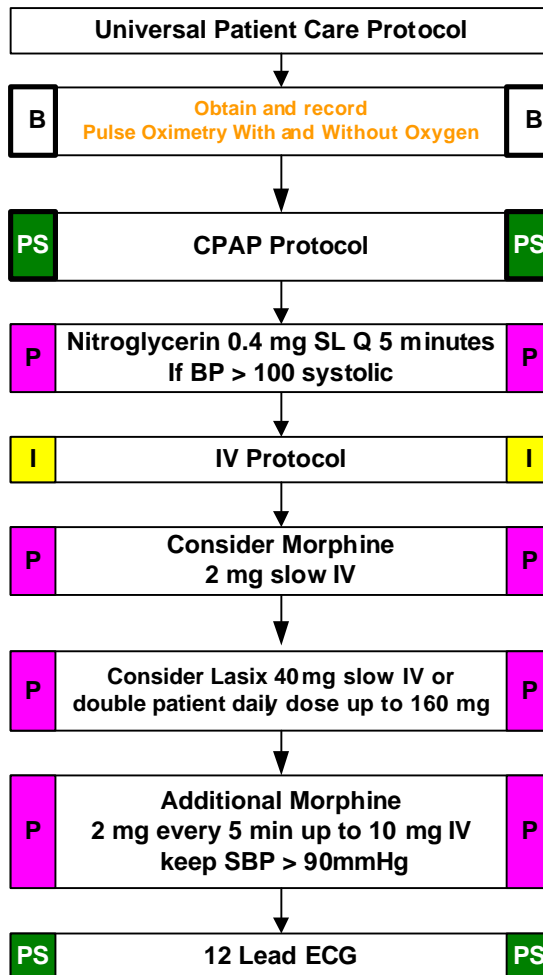 Universal Patient Care Protocol
B Obtain and record B
Pulse Oximetry With and Without Oxygen
PS CPAP Protocol PS
Nitroglycerin 0.4 mg SL Q 5 minutes
P If BP > 100 systolic P
I IV Protocol I
P Consider Morphine P
2 mg slow IV
P Consider Lasix 40 mg slow IV or P
double patient daily dose up to 160 mg
Additional Morphine
P 2 mg every 5 min up to 10 mg IV P
keep SBP > 90mmHg
PS 12 Lead ECG PS